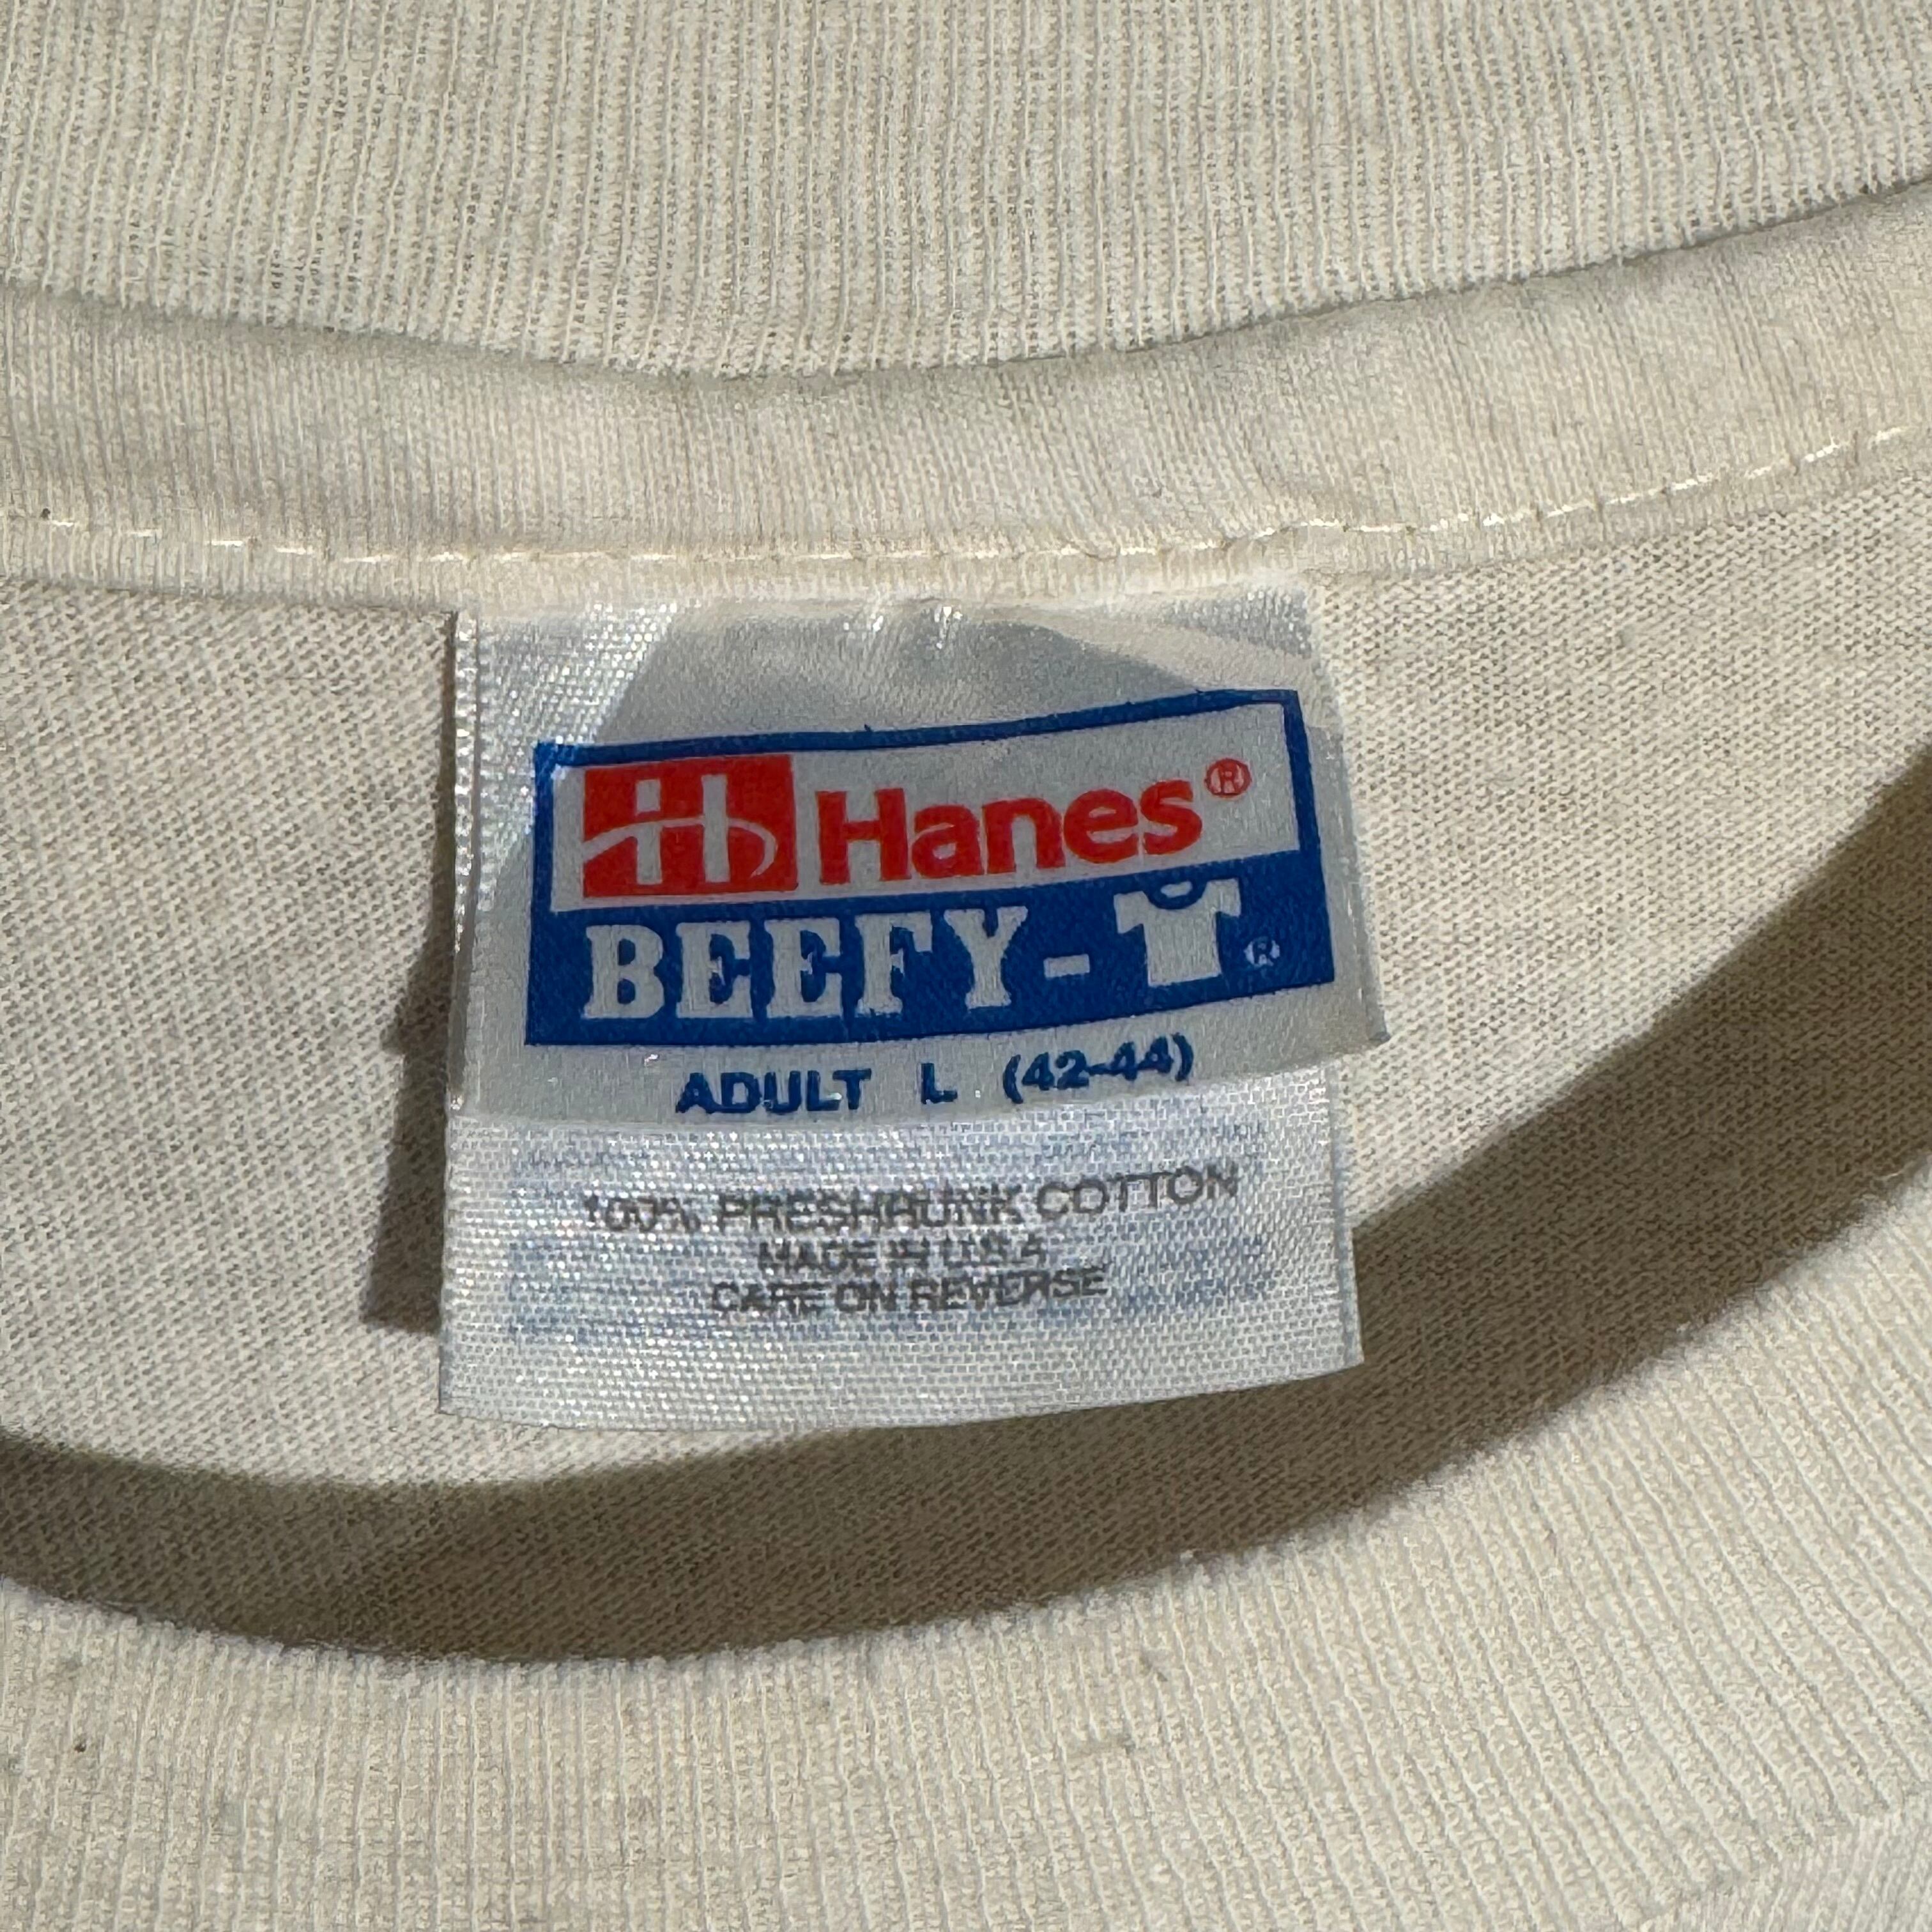 Hanes®
BEEFY-T®
ADULT L (42-44)
100% PRESHRUNK COTTON
MADE IN U.S.A.
CARE ON REVERSE